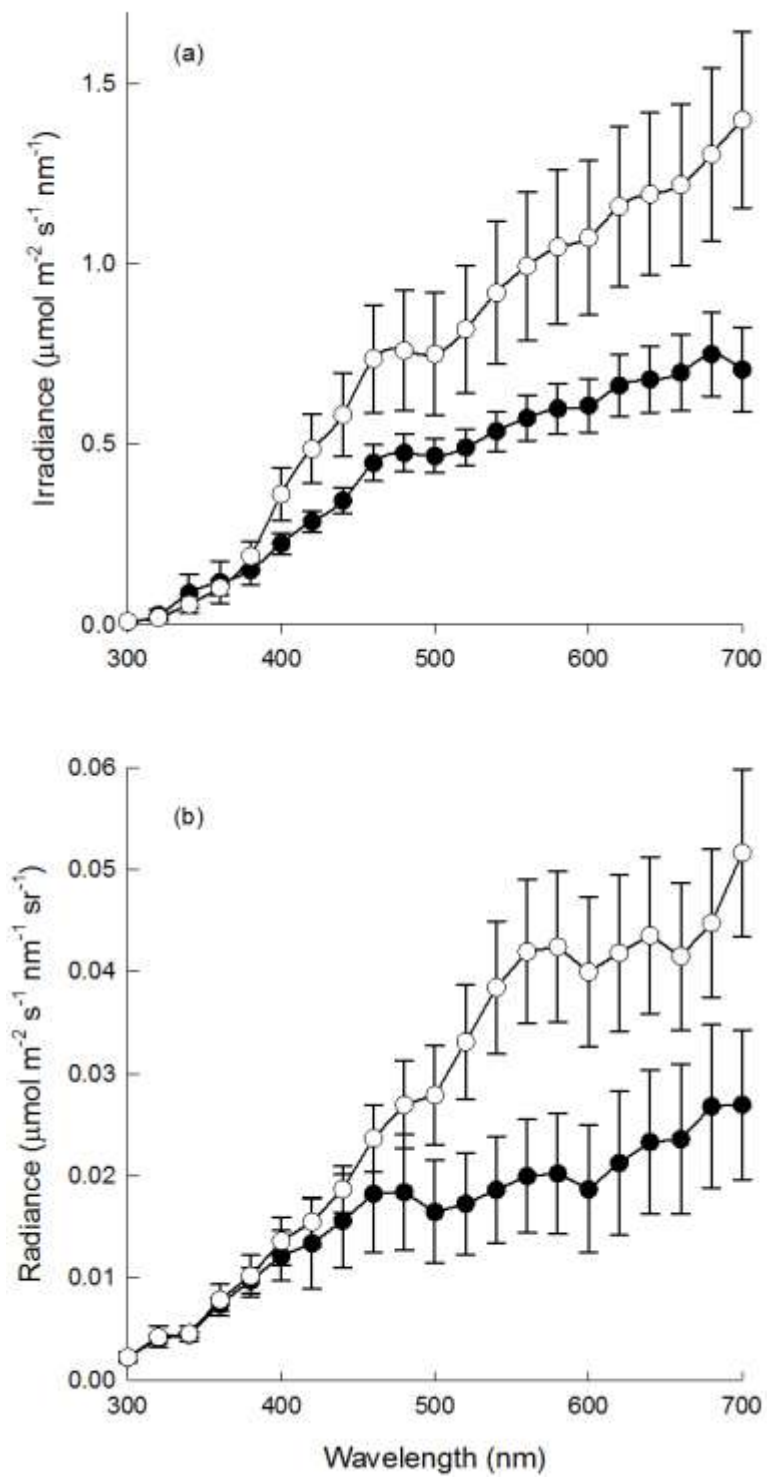 (a)
Irradiance (μmol m⁻² s⁻¹ nm⁻¹)
1.5
1.0
0.5
0.0
300 400 500 600 700
(b)
Radiance (μmol m⁻² s⁻¹ nm⁻¹ sr⁻¹)
0.06
0.05
0.04
0.03
0.02
0.01
0.00
300 400 500 600 700
Wavelength (nm)